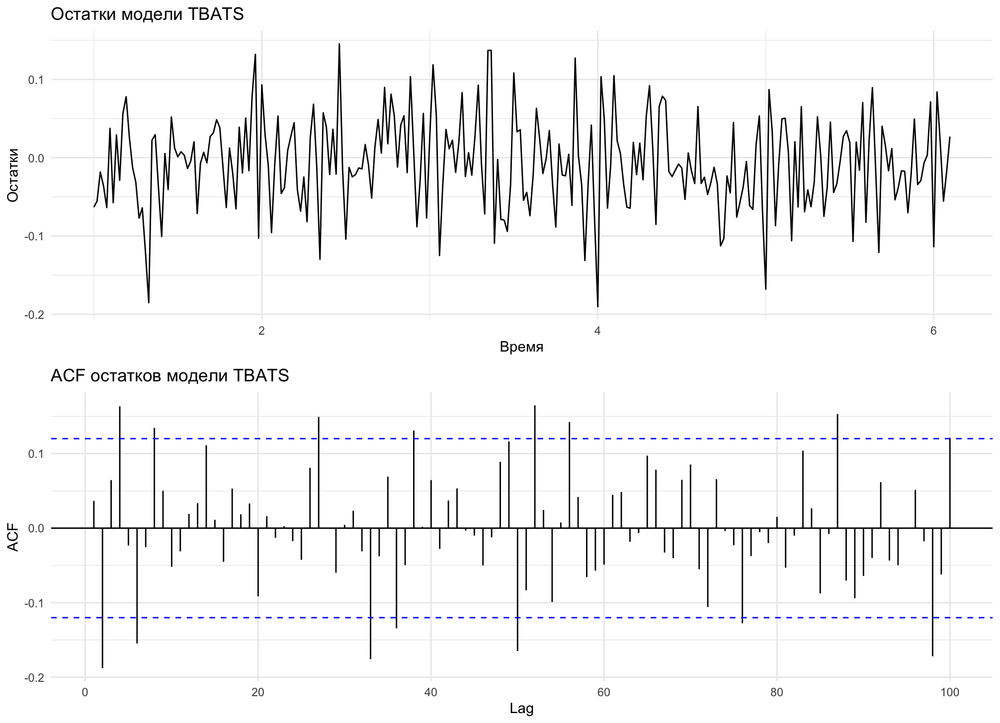 Остатки модели TBATS
Остатки
0.1
0.0
-0.1
-0.2
2 4 6
Время
ACF остатков модели TBATS
ACF
0.1
0.0
-0.1
-0.2
0 20 40 60 80 100
Lag